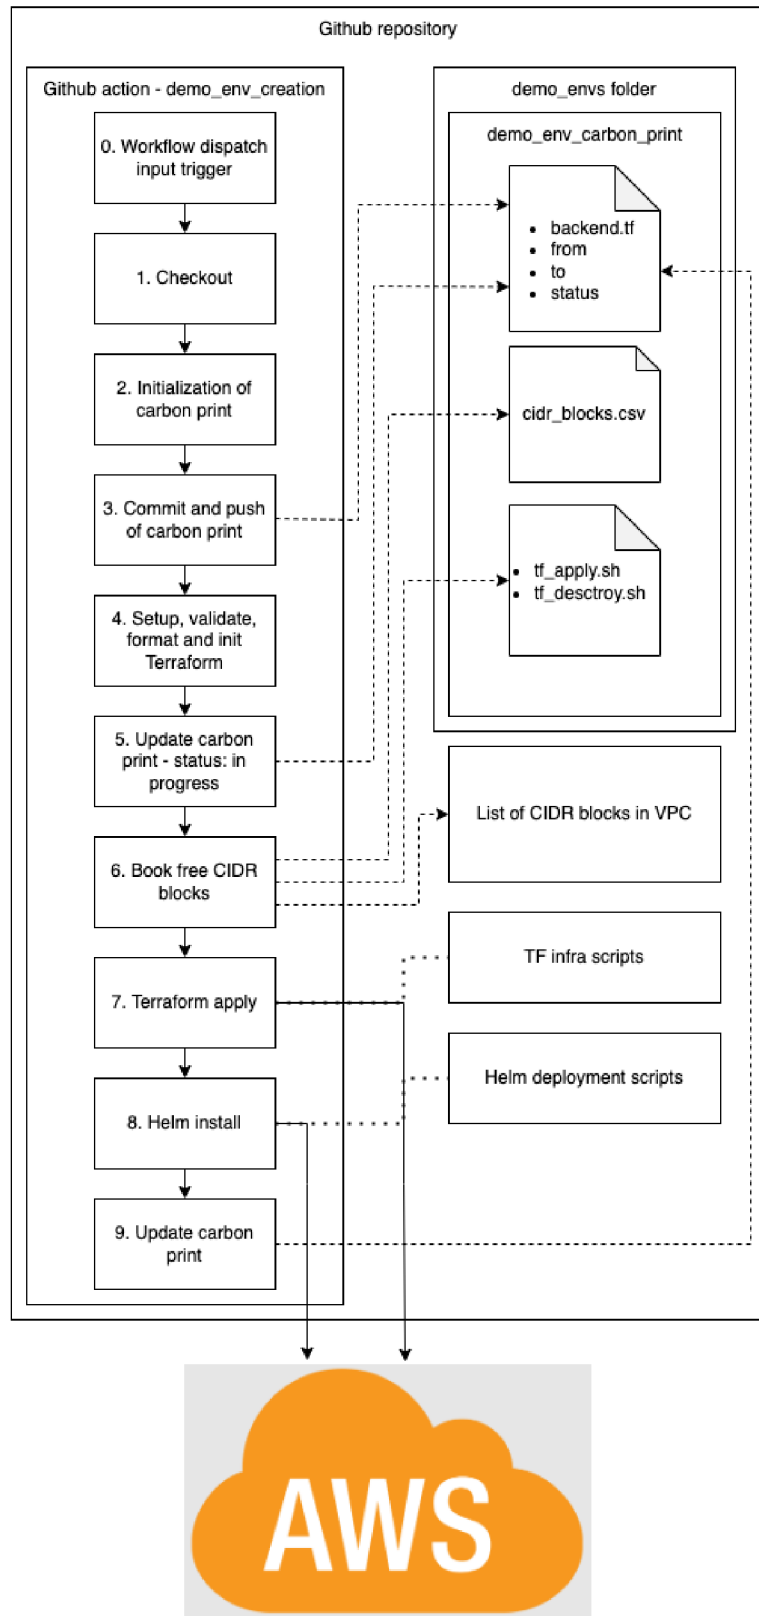 Github repository
Github action - demo_env_creation
0. Workflow dispatch
input trigger
1. Checkout
2. Initialization of
carbon print
3. Commit and push
of carbon print
4. Setup, validate,
format and init
Terraform
5. Update carbon
print - status: in
progress
6. Book free CIDR
blocks
7. Terraform apply
8. Helm install
9. Update carbon
print
demo_envs folder
demo_env_carbon_print
• backend.tf
• from
• to
• status
cidr_blocks.csv
• tf_apply.sh
• tf_desctroy.sh
List of CIDR blocks in VPC
TF infra scripts
Helm deployment scripts
AWS